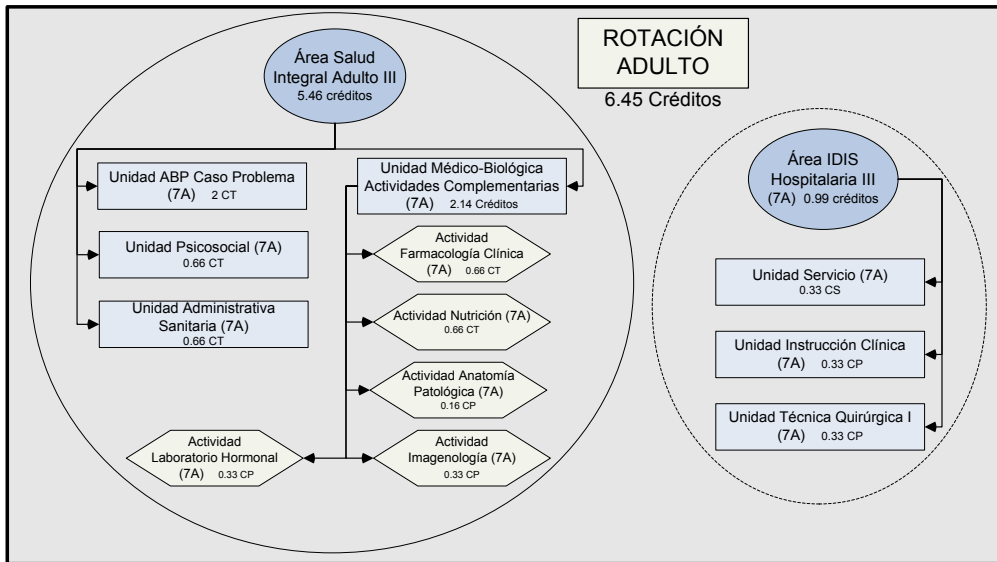 ROTACIÓN
ADULTO
6.45 Créditos
Área Salud
Integral Adulto III
5.46 créditos
Unidad ABP Caso Problema
(7A) 2 CT
Unidad Psicosocial (7A)
0.66 CT
Unidad Administrativa
Sanitaria (7A)
0.66 CT
Unidad Médico-Biológica
Actividades Complementarias
(7A) 2.14 Créditos
Actividad
Farmacología Clínica
(7A) 0.66 CT
Actividad Nutrición (7A)
0.66 CT
Actividad Anatomía
Patológica (7A)
0.16 CP
Actividad
Laboratorio Hormonal
(7A) 0.33 CP
Actividad
Imagenología (7A)
0.33 CP
Área IDIS
Hospitalaria III
(7A) 0.99 créditos
Unidad Servicio (7A)
0.33 CS
Unidad Instrucción Clínica
(7A) 0.33 CP
Unidad Técnica Quirúrgica I
(7A) 0.33 CP